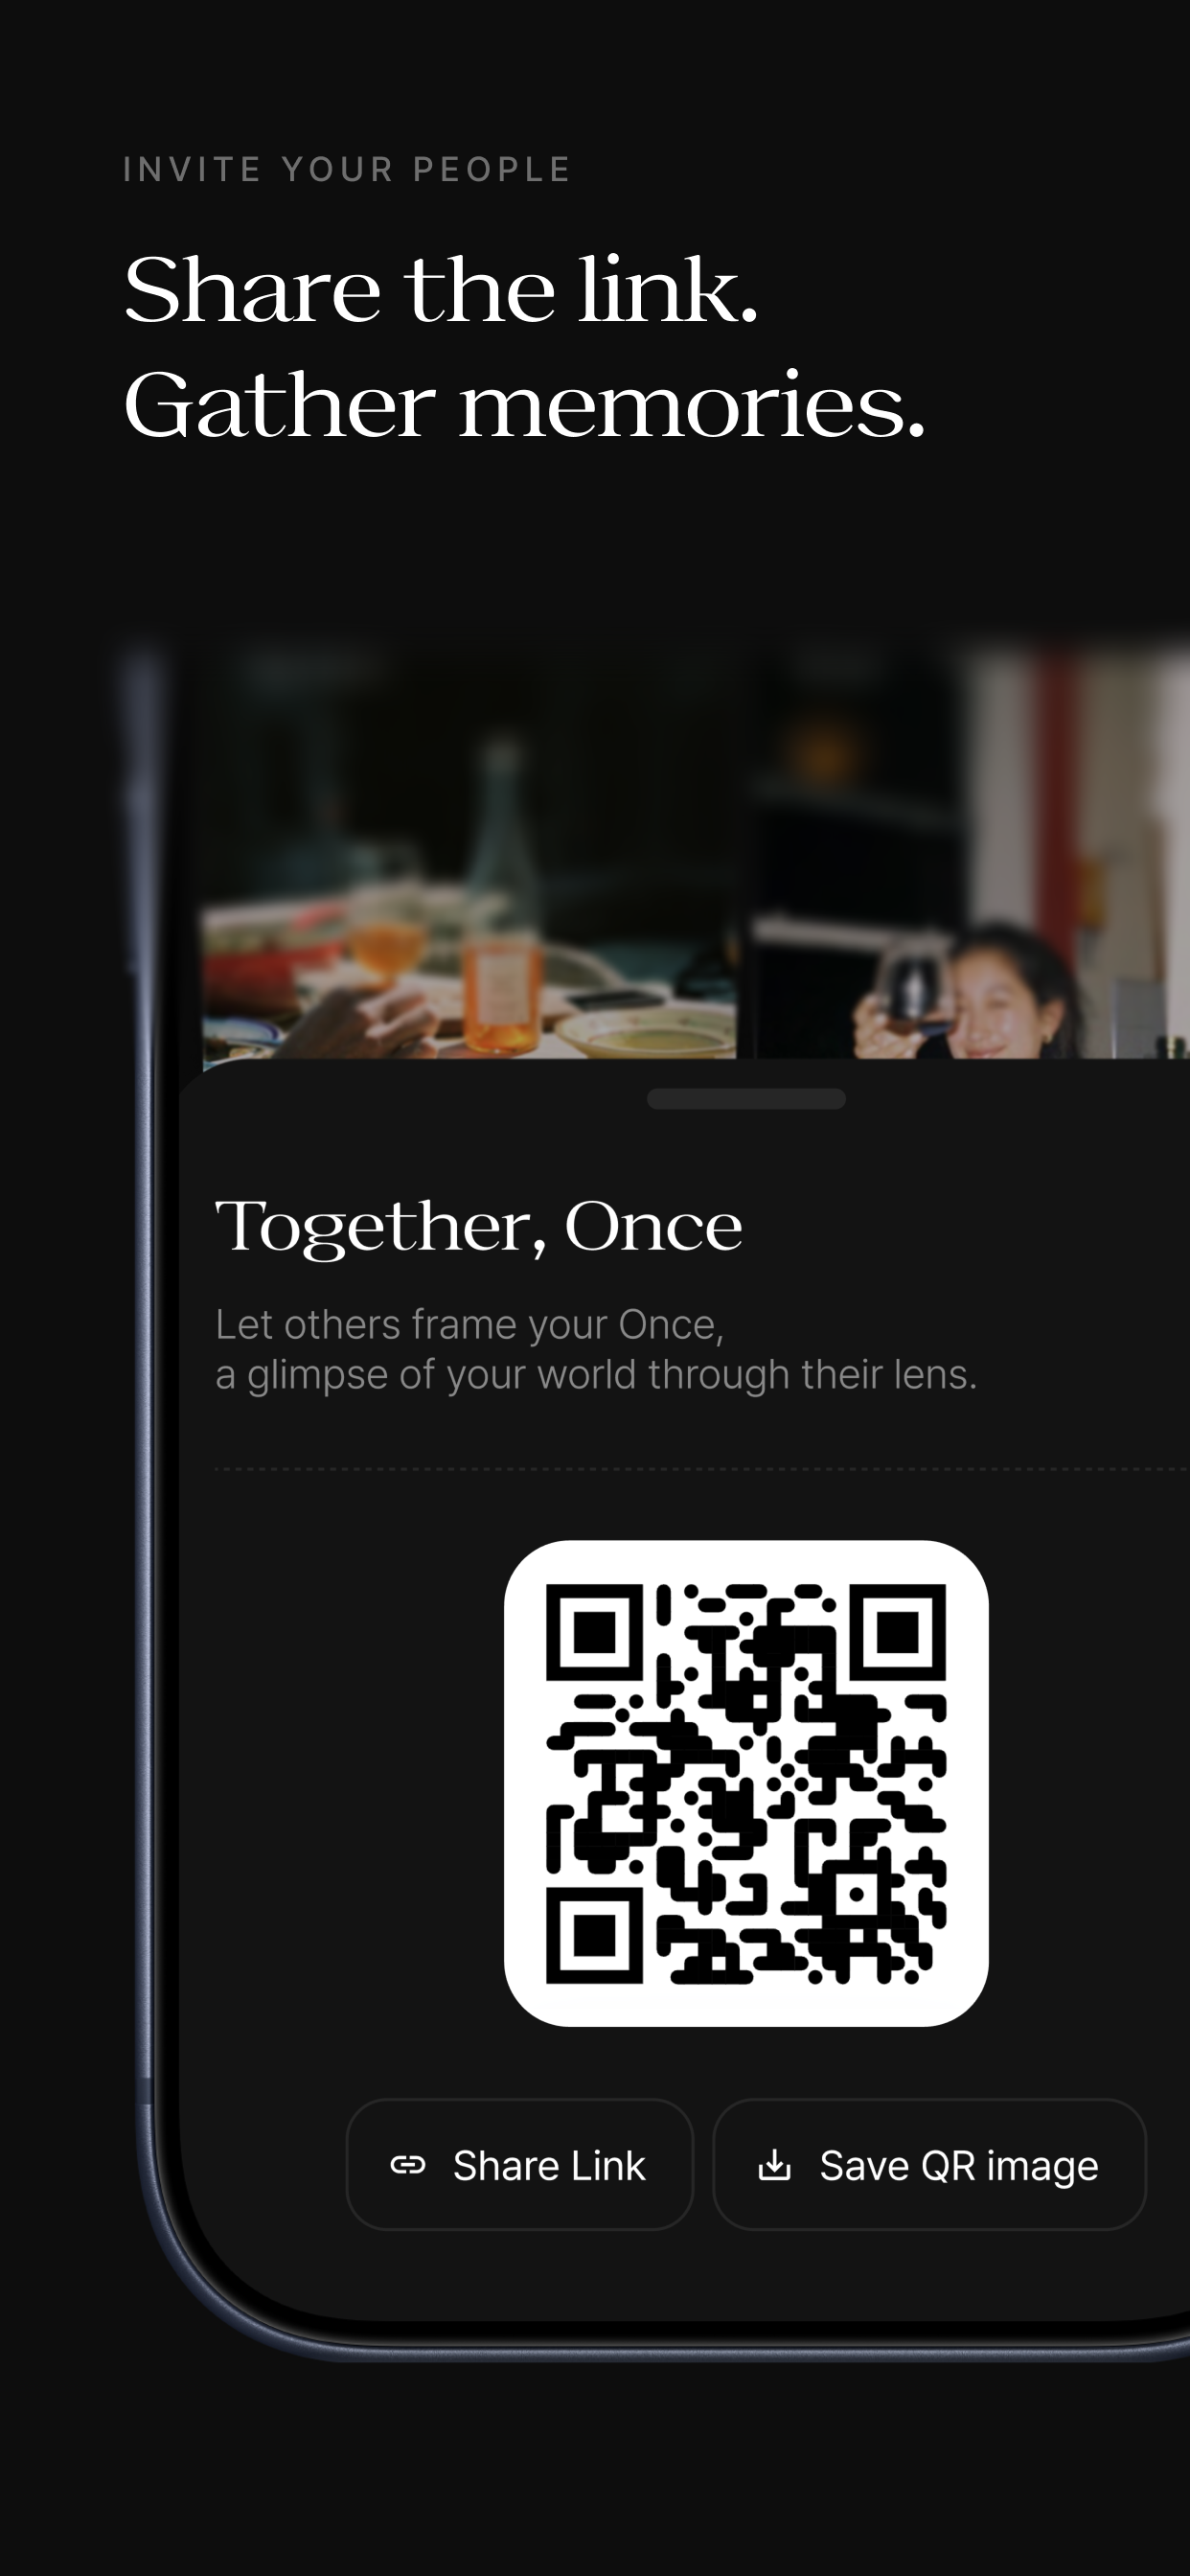 INVITE YOUR PEOPLE
Share the link.
Gather memories.
Together, Once
Let others frame your Once,
a glimpse of your world through their lens.
Share Link
Save QR image